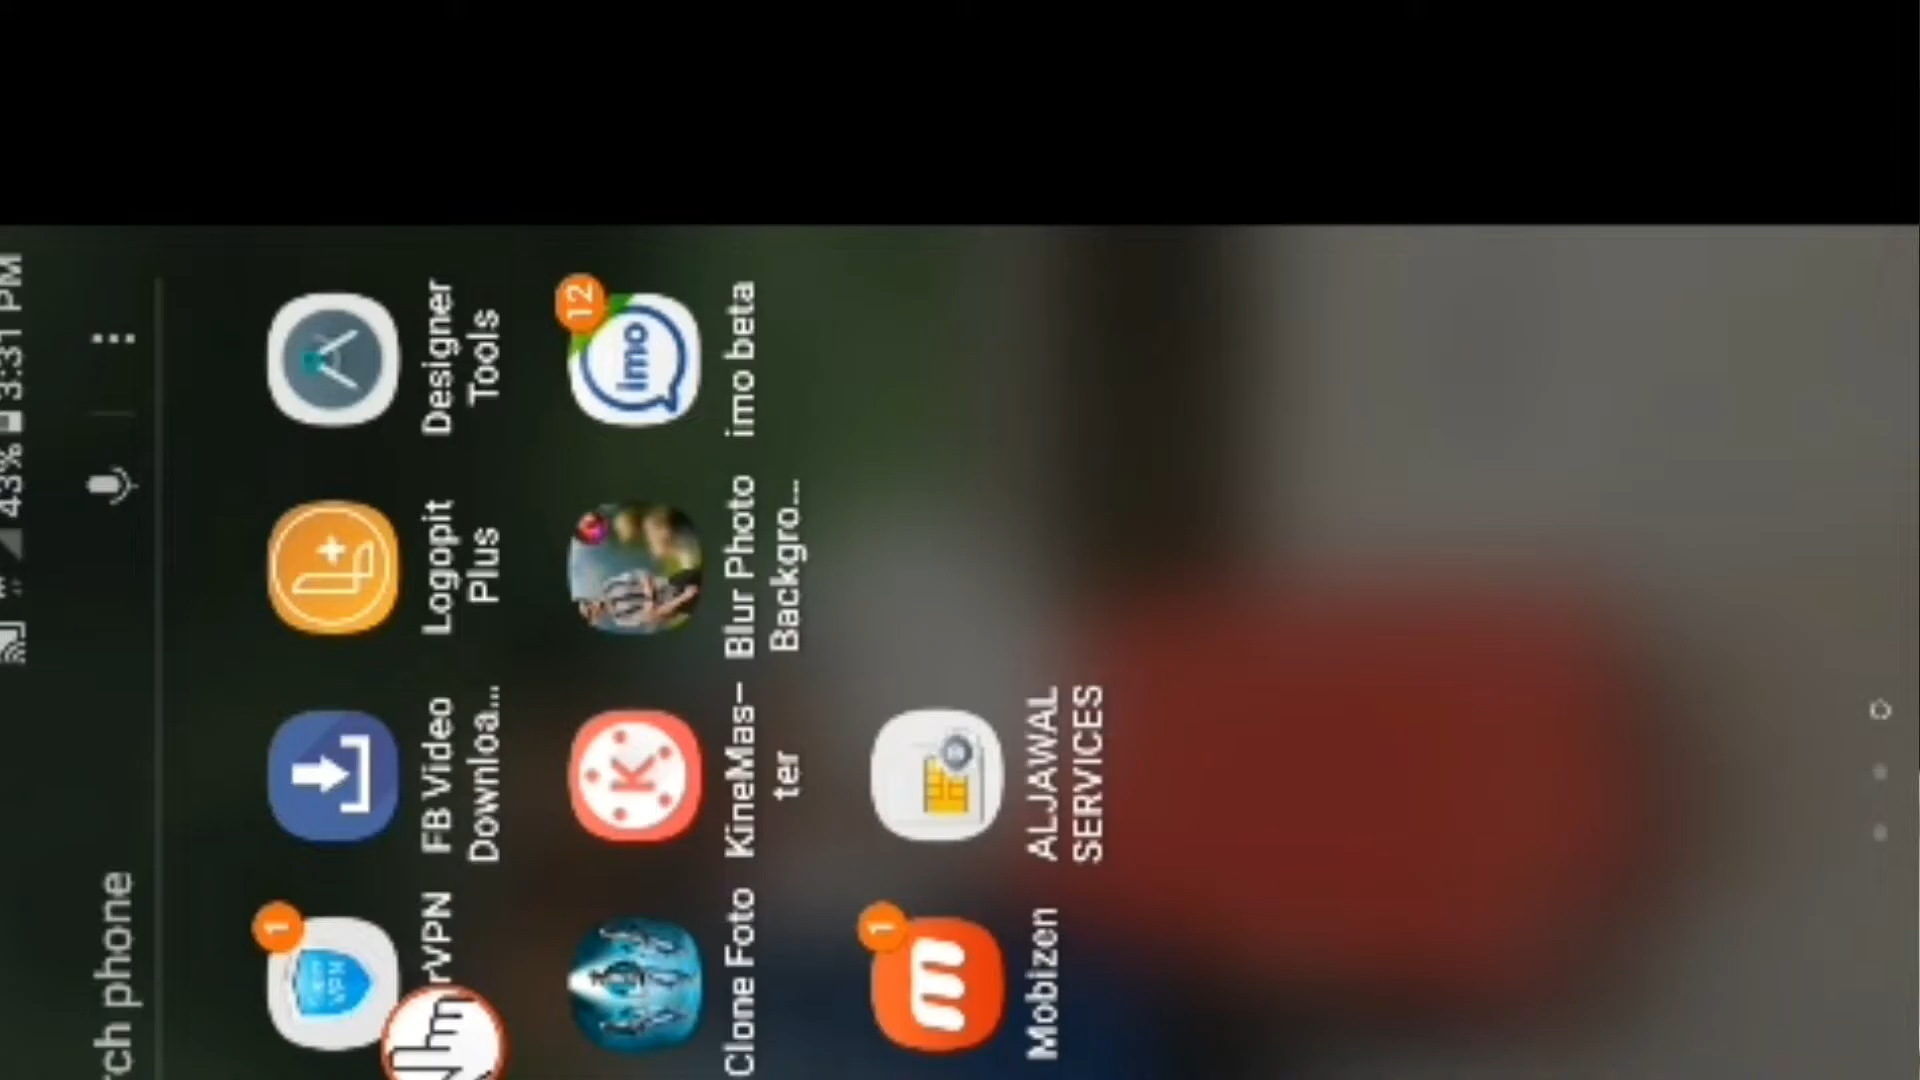 43% 3:31 PM
rch phone
1
VPN
rVPN
FB Video
Downloa...
Logopit
Plus
Designer
Tools
Clone Foto
K
KineMas-
ter
Blur Photo
Backgro...
12
imo
imo beta
1
m
Mobizen
ALJAWAL
SERVICES